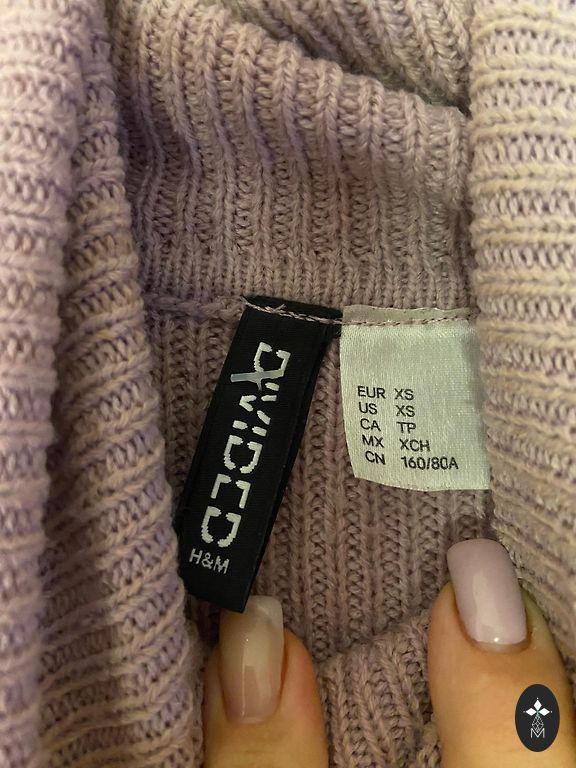 DIVIDED
H&M
EUR XS
US XS
CA TP
MX XCH
CN 160/80A
M